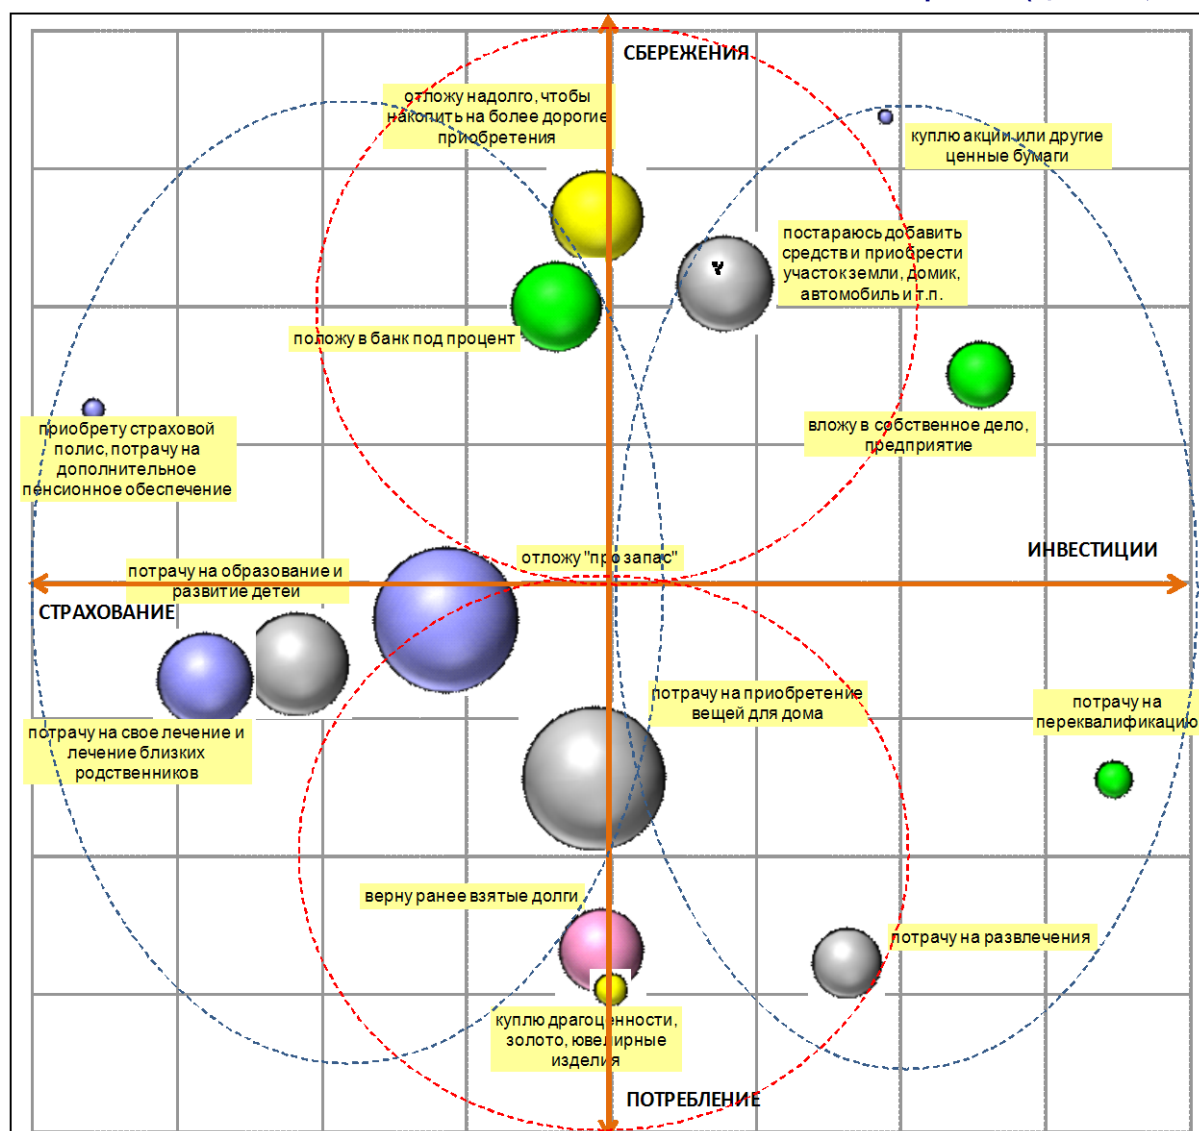 СБЕРЕЖЕНИЯ
отложу надолго, чтобы
накопить на более дорогие
приобретения
куплю акции или другие
ценные бумаги
постараюсь добавить
средств и приобрести
участок земли, домик,
автомобиль и т.п.
положу в банк под процент
приобрету страховой
полис, потрачу на
дополнительное
пенсионное обеспечение
вложу в собственное дело,
предприятие
отложу "про запас"
ИНВЕСТИЦИИ
потрачу на образование и
развитие детей
СТРАХОВАНИЕ
потрачу на приобретение
вещей для дома
потрачу на
переквалификацию
потрачу на свое лечение и
лечение близких
родственников
верну ранее взятые долги
потрачу на развлечения
куплю драгоценности,
золото, ювелирные
изделия
ПОТРЕБЛЕНИЕ